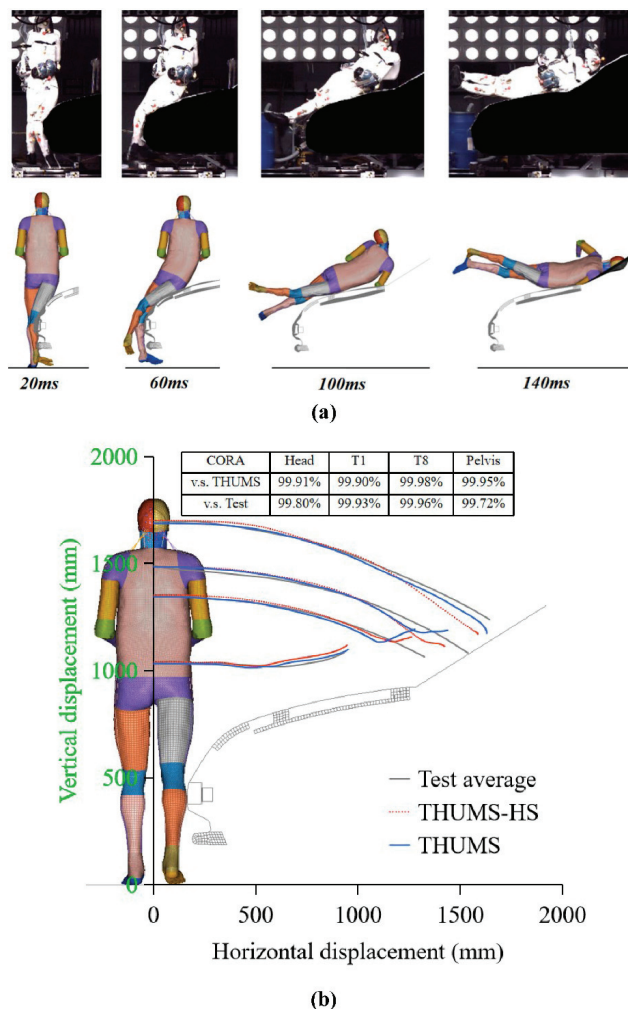 20ms 60ms 100ms 140ms
(a)
2000
CORA Head T1 T8 Pelvis
v.s. THUMS 99.91% 99.90% 99.98% 99.95%
v.s. Test 99.80% 99.93% 99.96% 99.72%
1500
1000
500
0
Vertical displacement (mm)
Test average
THUMS-HS
THUMS
0 500 1000 1500 2000
Horizontal displacement (mm)
(b)